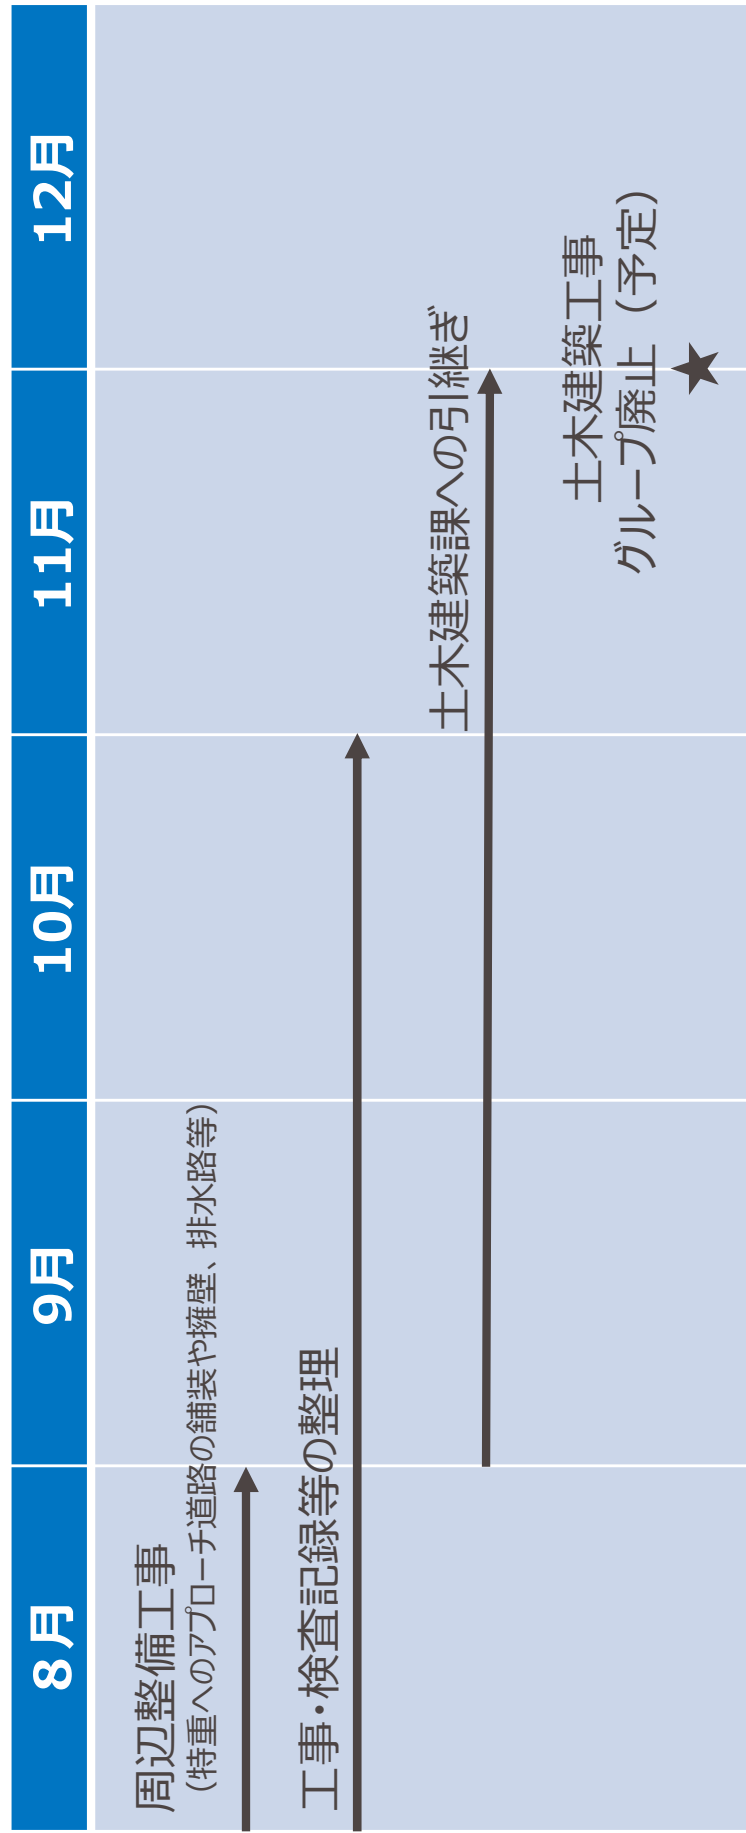 8月
9月
10月
11月
12月
周辺整備工事
(特重へのアプローチ道路の舗装や擁壁、排水路等)
工事・検査記録等の整理
土木建築課への引継ぎ
土木建築工事
グループ廃止（予定）